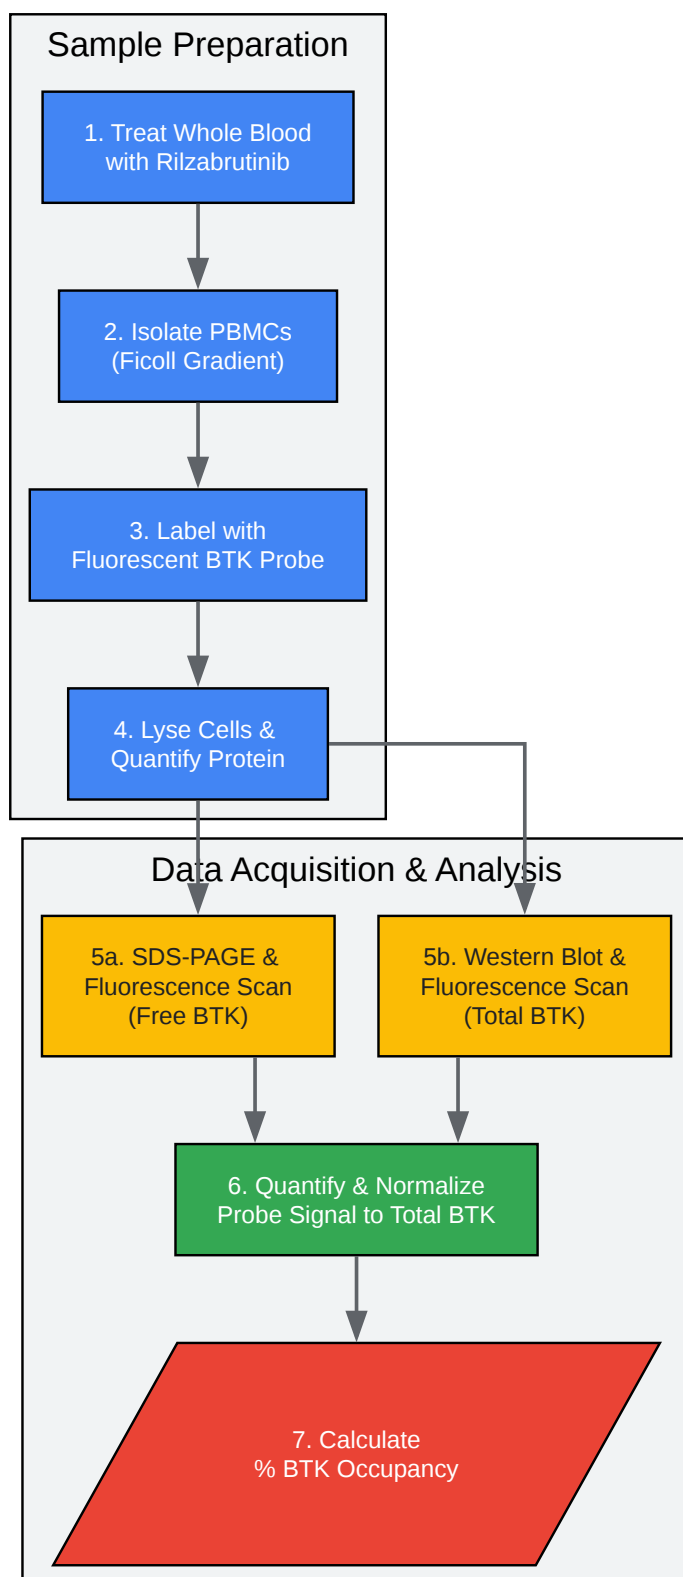 Sample Preparation
1. Treat Whole Blood
with Rilzabrutinib
2. Isolate PBMCs
(Ficoll Gradient)
3. Label with
Fluorescent BTK Probe
4. Lyse Cells &
Quantify Protein
Data Acquisition & Analysis
5a. SDS-PAGE &
Fluorescence Scan
(Free BTK)
5b. Western Blot &
Fluorescence Scan
(Total BTK)
6. Quantify & Normalize
Probe Signal to Total BTK
7. Calculate
% BTK Occupancy